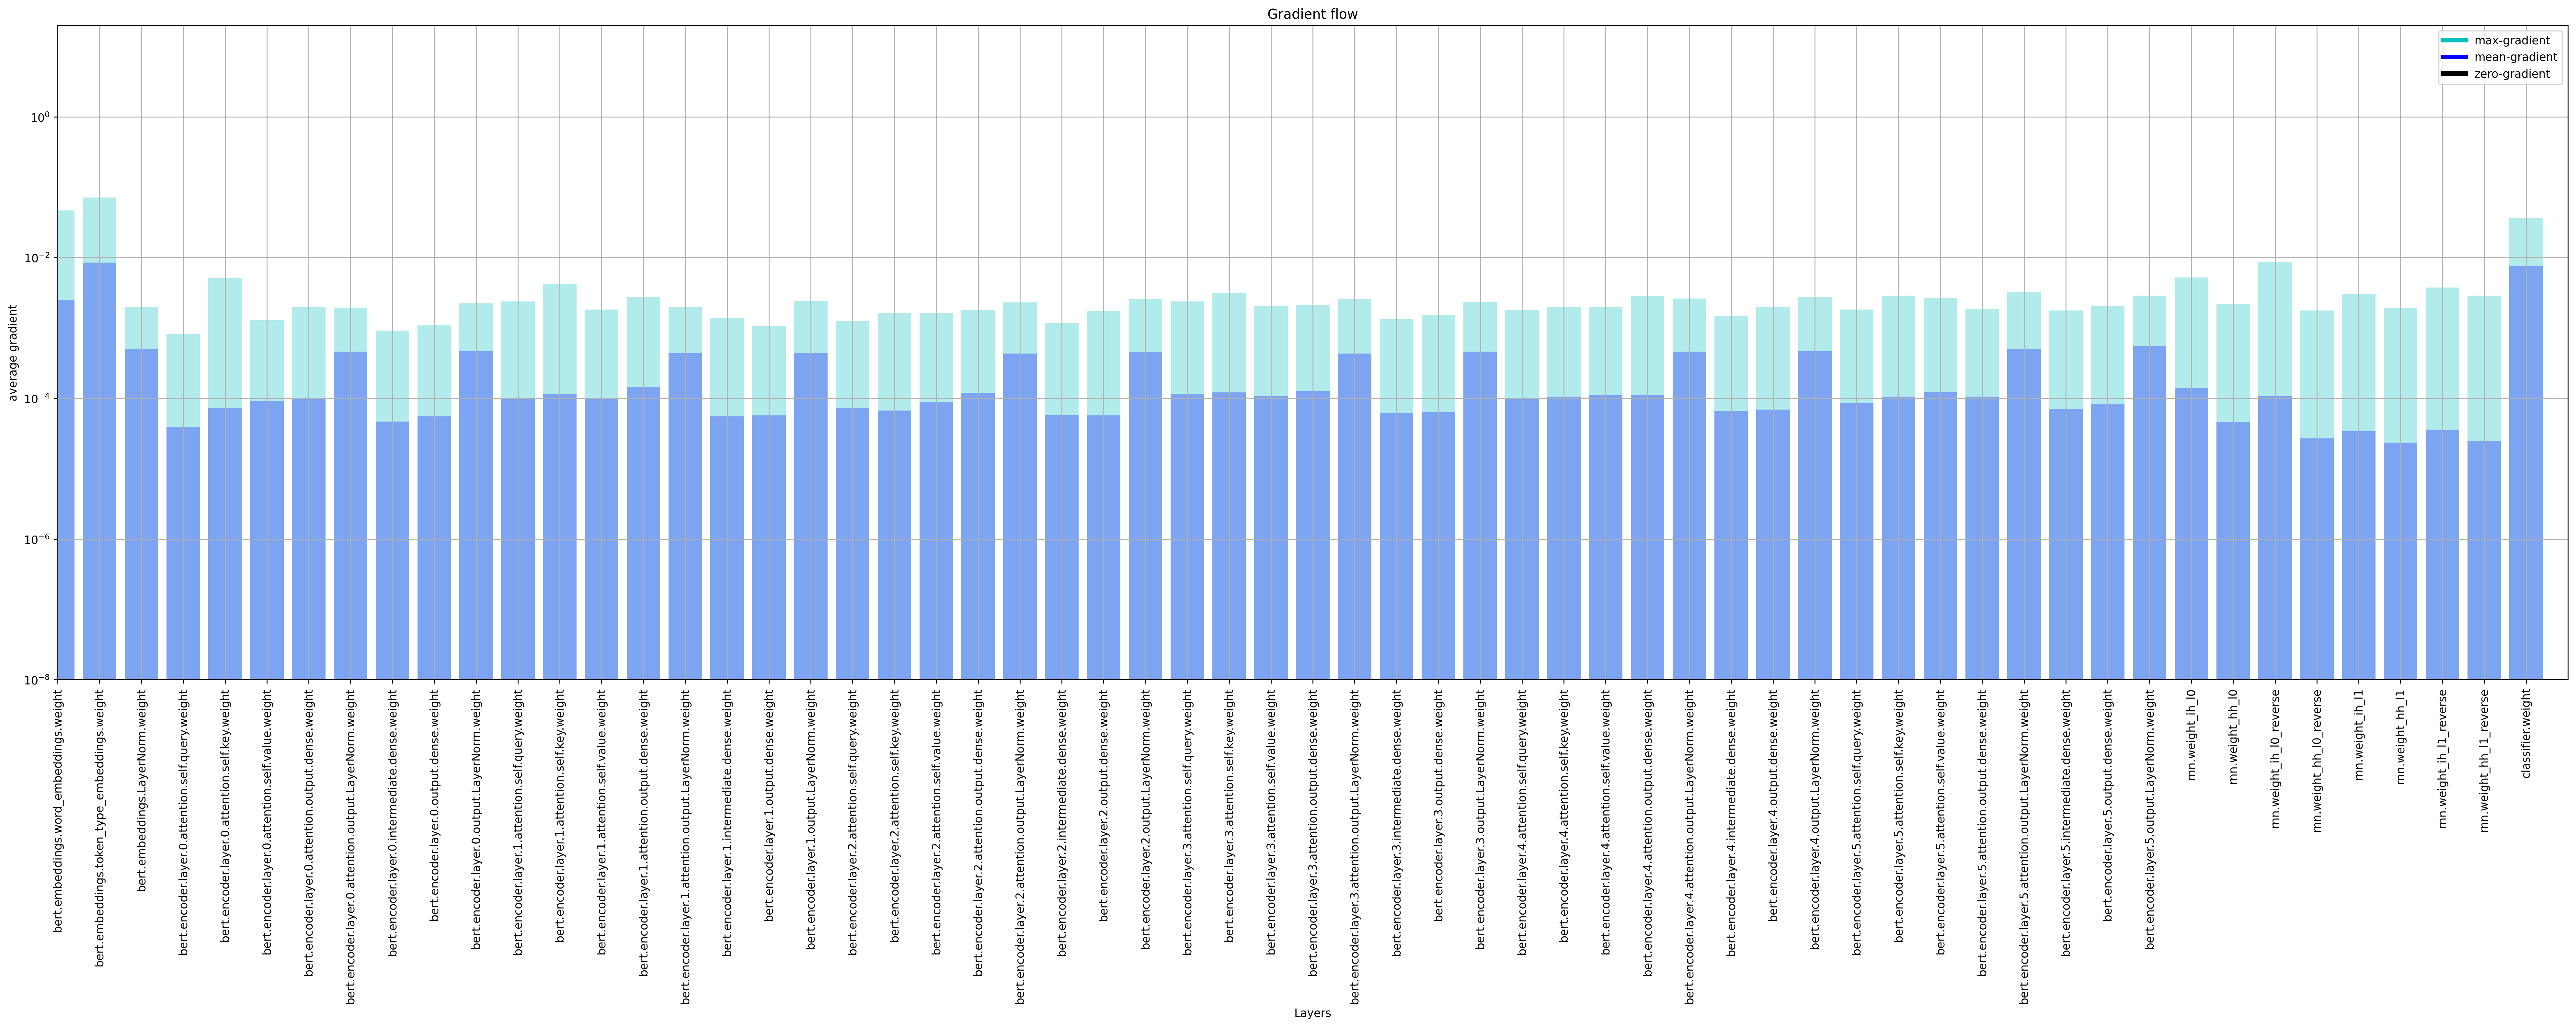 Gradient flow
max-gradient
mean-gradient
zero-gradient
average gradient
10⁰
10⁻²
10⁻⁴
10⁻⁶
10⁻⁸
bert.embeddings.word_embeddings.weight
bert.embeddings.token_type_embeddings.weight
bert.embeddings.LayerNorm.weight
bert.encoder.layer.0.attention.self.query.weight
bert.encoder.layer.0.attention.self.key.weight
bert.encoder.layer.0.attention.self.value.weight
bert.encoder.layer.0.attention.output.dense.weight
bert.encoder.layer.0.attention.output.LayerNorm.weight
bert.encoder.layer.0.intermediate.dense.weight
bert.encoder.layer.0.output.dense.weight
bert.encoder.layer.0.output.LayerNorm.weight
bert.encoder.layer.1.attention.self.query.weight
bert.encoder.layer.1.attention.self.key.weight
bert.encoder.layer.1.attention.self.value.weight
bert.encoder.layer.1.attention.output.dense.weight
bert.encoder.layer.1.attention.output.LayerNorm.weight
bert.encoder.layer.1.intermediate.dense.weight
bert.encoder.layer.1.output.dense.weight
bert.encoder.layer.1.output.LayerNorm.weight
bert.encoder.layer.2.attention.self.query.weight
bert.encoder.layer.2.attention.self.key.weight
bert.encoder.layer.2.attention.self.value.weight
bert.encoder.layer.2.attention.output.dense.weight
bert.encoder.layer.2.attention.output.LayerNorm.weight
bert.encoder.layer.2.intermediate.dense.weight
bert.encoder.layer.2.output.dense.weight
bert.encoder.layer.2.output.LayerNorm.weight
bert.encoder.layer.3.attention.self.query.weight
bert.encoder.layer.3.attention.self.key.weight
bert.encoder.layer.3.attention.self.value.weight
bert.encoder.layer.3.attention.output.dense.weight
bert.encoder.layer.3.attention.output.LayerNorm.weight
bert.encoder.layer.3.intermediate.dense.weight
bert.encoder.layer.3.output.dense.weight
bert.encoder.layer.3.output.LayerNorm.weight
bert.encoder.layer.4.attention.self.query.weight
bert.encoder.layer.4.attention.self.key.weight
bert.encoder.layer.4.attention.self.value.weight
bert.encoder.layer.4.attention.output.dense.weight
bert.encoder.layer.4.attention.output.LayerNorm.weight
bert.encoder.layer.4.intermediate.dense.weight
bert.encoder.layer.4.output.dense.weight
bert.encoder.layer.4.output.LayerNorm.weight
bert.encoder.layer.5.attention.self.query.weight
bert.encoder.layer.5.attention.self.key.weight
bert.encoder.layer.5.attention.self.value.weight
bert.encoder.layer.5.attention.output.dense.weight
bert.encoder.layer.5.attention.output.LayerNorm.weight
bert.encoder.layer.5.intermediate.dense.weight
bert.encoder.layer.5.output.dense.weight
bert.encoder.layer.5.output.LayerNorm.weight
rnn.weight_ih_l0
rnn.weight_hh_l0
rnn.weight_ih_l0_reverse
rnn.weight_hh_l0_reverse
rnn.weight_ih_l1
rnn.weight_hh_l1
rnn.weight_ih_l1_reverse
rnn.weight_hh_l1_reverse
classifier.weight
Layers